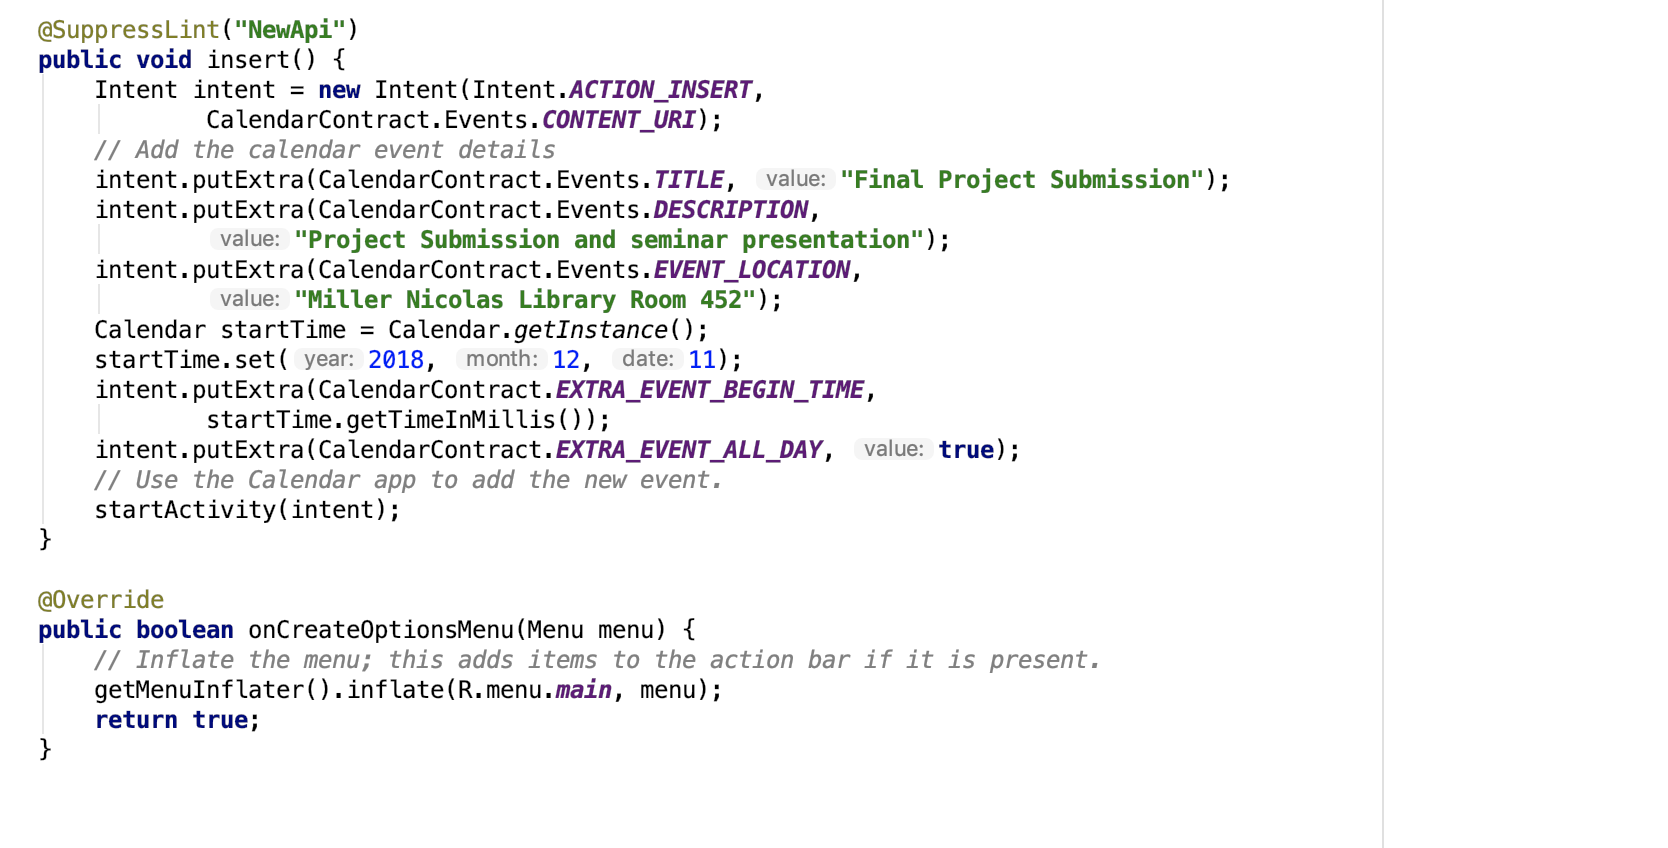 @SuppressLint("NewApi")
public void insert() {
    Intent intent = new Intent(Intent.ACTION_INSERT,
            CalendarContract.Events.CONTENT_URI);
    // Add the calendar event details
    intent.putExtra(CalendarContract.Events.TITLE, value: "Final Project Submission");
    intent.putExtra(CalendarContract.Events.DESCRIPTION,
            value: "Project Submission and seminar presentation");
    intent.putExtra(CalendarContract.Events.EVENT_LOCATION,
            value: "Miller Nicolas Library Room 452");
    Calendar startTime = Calendar.getInstance();
    startTime.set( year: 2018, month: 12, date: 11);
    intent.putExtra(CalendarContract.EXTRA_EVENT_BEGIN_TIME,
            startTime.getTimeInMillis());
    intent.putExtra(CalendarContract.EXTRA_EVENT_ALL_DAY, value: true);
    // Use the Calendar app to add the new event.
    startActivity(intent);
}
@Override
public boolean onCreateOptionsMenu(Menu menu) {
    // Inflate the menu; this adds items to the action bar if it is present.
    getMenuInflater().inflate(R.menu.main, menu);
    return true;
}